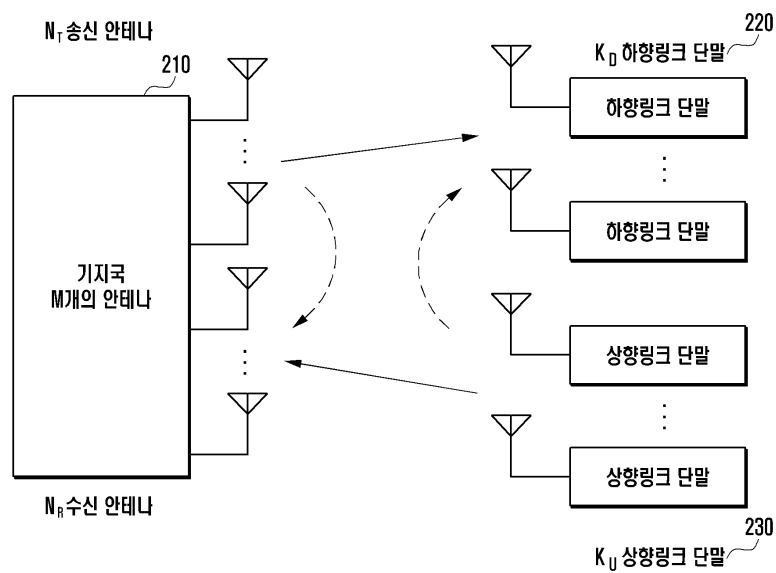 N_T 송신 안테나
210
기지국
M개의 안테나
N_R 수신 안테나
K_D 하향링크 단말
220
하향링크 단말
하향링크 단말
상향링크 단말
상향링크 단말
230
K_U 상향링크 단말